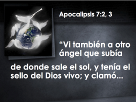 Apocalipsis 7:2, 3
“Vi también a otro
ángel que subía
de donde sale el sol, y tenía el
sello del Dios vivo; y clamó...